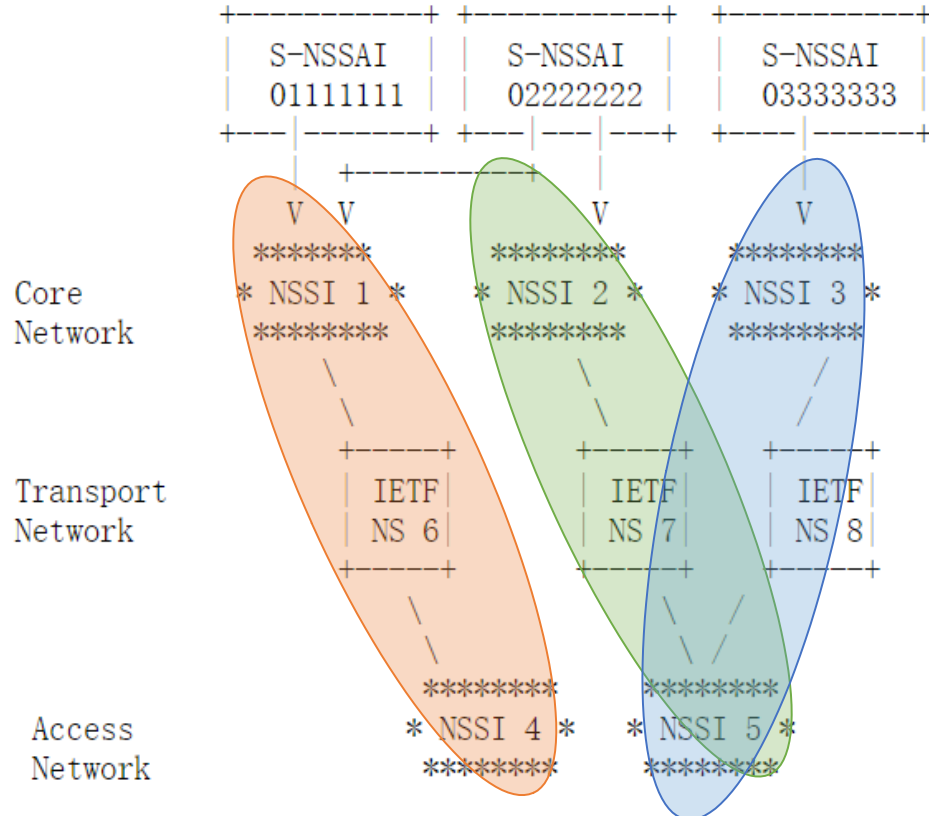 +-----------+ +-----------+ +-----------+
| S-NSSAI | | S-NSSAI | | S-NSSAI |
| 01111111 | | 02222222 | | 03333333 |
+---|-------+ +---|---|---+ +----|------+
| +----------+ | |
V V V V
******* ******** ********
Core * NSSI 1 * * NSSI 2 * * NSSI 3 *
Network ******** ******** ********
\ \ /
\ \ /
+-----+ +-----+ +-----+
Transport | IETF| | IETF| | IETF|
Network | NS 6| | NS 7| | NS 8|
+-----+ +-----+ +-----+
\ \ /
\ \ /
******** ********
Access * NSSI 4 * * NSSI 5 *
Network ******** ********